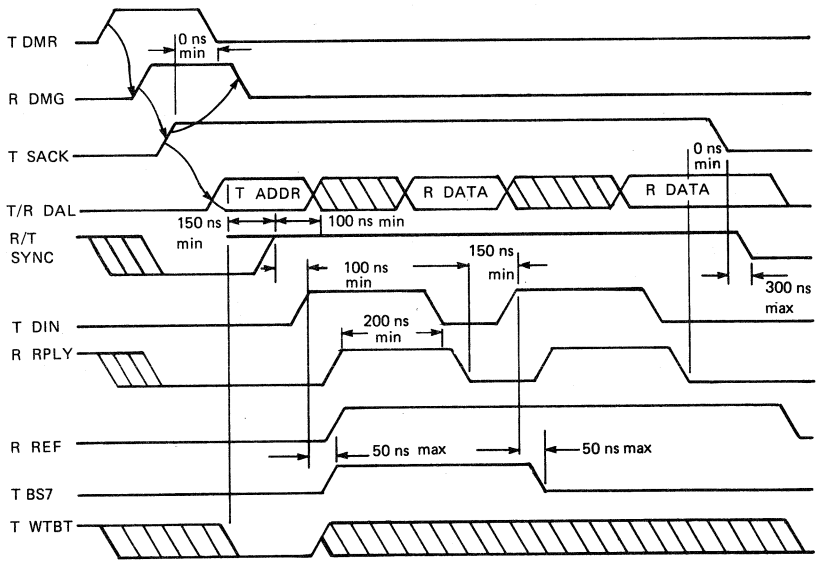 T DMR
0 ns
min
R DMG
T SACK
0 ns
min
T/R DAL
T ADDR
R DATA
R DATA
150 ns
min
100 ns min
R/T
SYNC
100 ns
min
150 ns
min
300 ns
max
T DIN
200 ns
min
R RPLY
R REF
50 ns max
50 ns max
T BS7
T WTBT